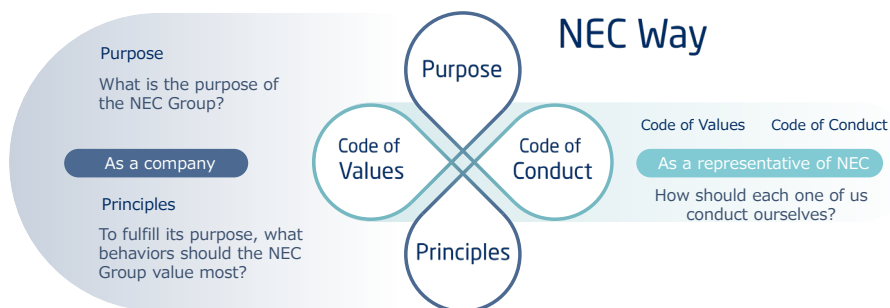 NEC Way
Purpose
What is the purpose of
the NEC Group?
As a company
Principles
To fulfill its purpose, what
behaviors should the NEC
Group value most?
Purpose
Code of
Values
Code of
Conduct
Principles
Code of Values Code of Conduct
As a representative of NEC
How should each one of us
conduct ourselves?